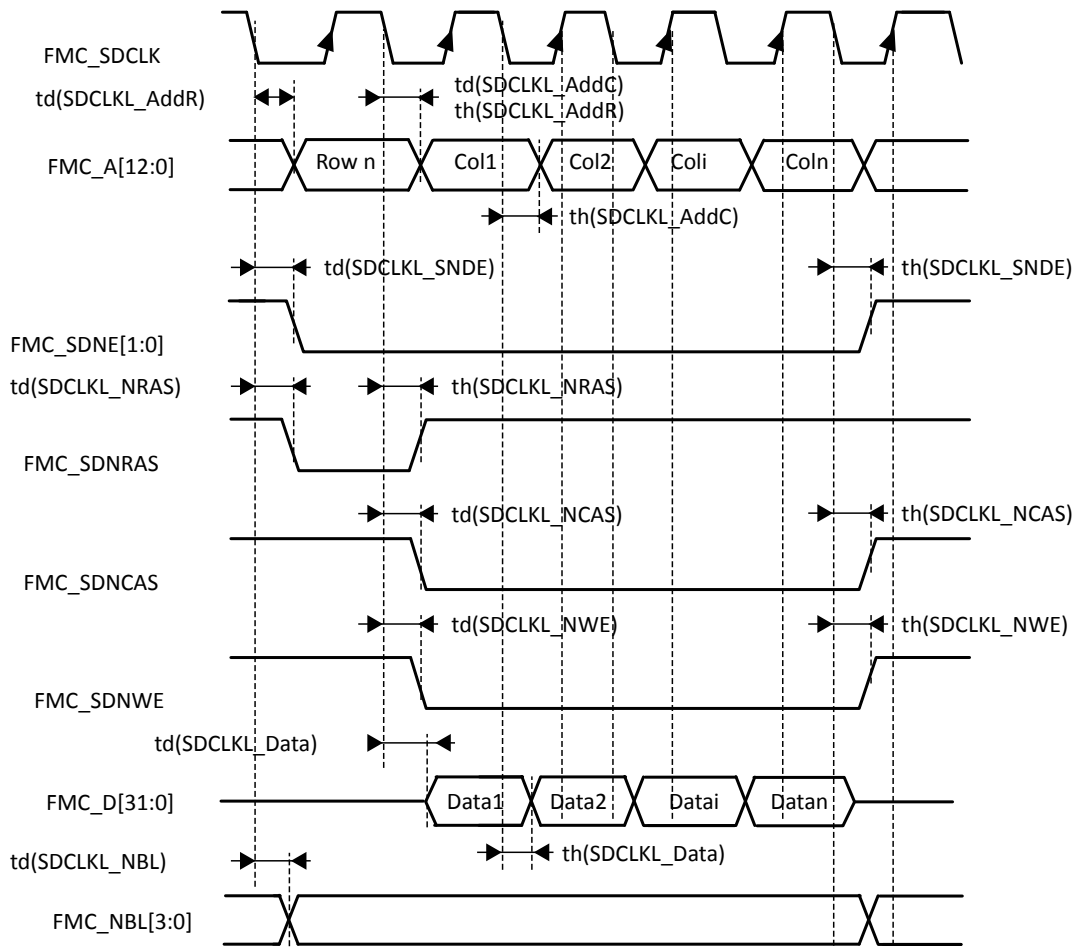 FMC_SDCLK
td(SDCLKL_AddR)
td(SDCLKL_AddC)
th(SDCLKL_AddR)
FMC_A[12:0]
Row n
Col1
Col2
Coli
Coln
th(SDCLKL_AddC)
td(SDCLKL_SNDE)
th(SDCLKL_SNDE)
FMC_SDNE[1:0]
td(SDCLKL_NRAS)
th(SDCLKL_NRAS)
FMC_SDNRAS
td(SDCLKL_NCAS)
th(SDCLKL_NCAS)
FMC_SDNCAS
td(SDCLKL_NWE)
th(SDCLKL_NWE)
FMC_SDNWE
td(SDCLKL_Data)
FMC_D[31:0]
Data1
Data2
Datai
Datan
td(SDCLKL_NBL)
th(SDCLKL_Data)
FMC_NBL[3:0]